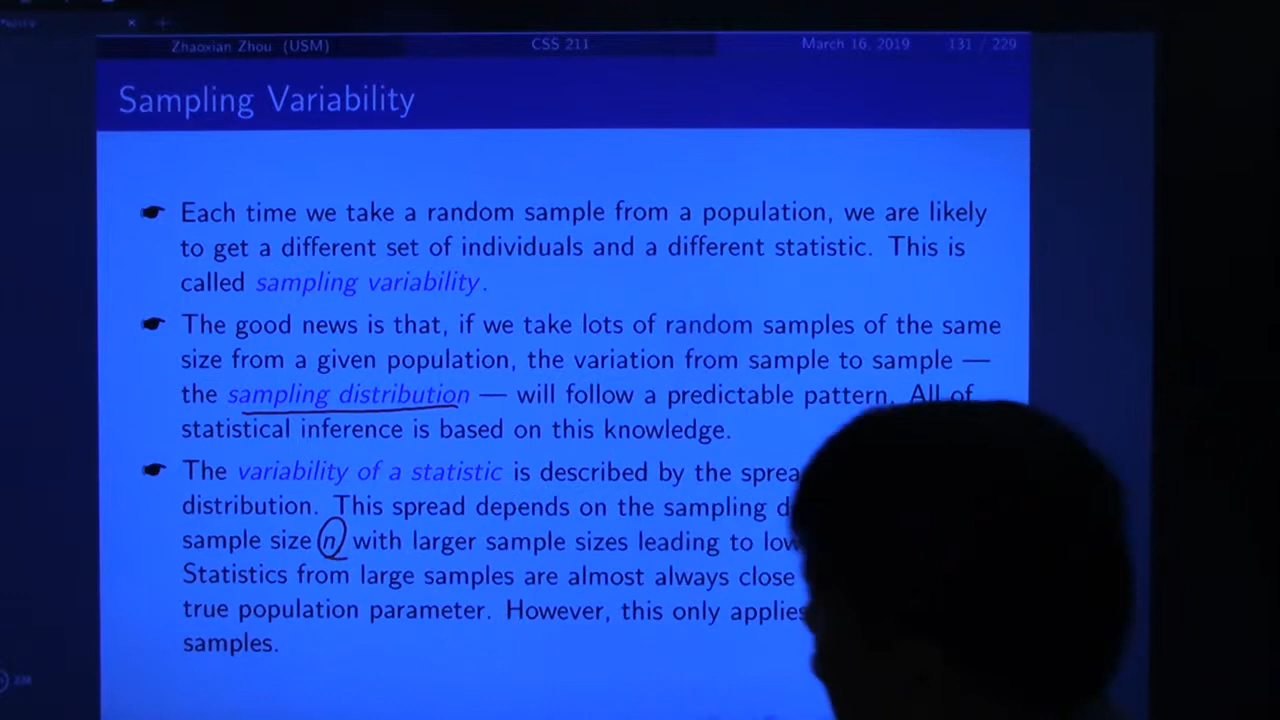 Zhaoxian Zhou (USM) CSS 211 March 16, 2019 131 / 229
Sampling Variability
Each time we take a random sample from a population, we are likely
to get a different set of individuals and a different statistic. This is
called sampling variability.
The good news is that, if we take lots of random samples of the same
size from a given population, the variation from sample to sample —
the sampling distribution — will follow a predictable pattern. All of
statistical inference is based on this knowledge.
The variability of a statistic is described by the
distribution. This spread depends on the sampling
sample size n with larger sample sizes leading to
Statistics from large samples are almost always close
true population parameter. However, this only applies
samples.